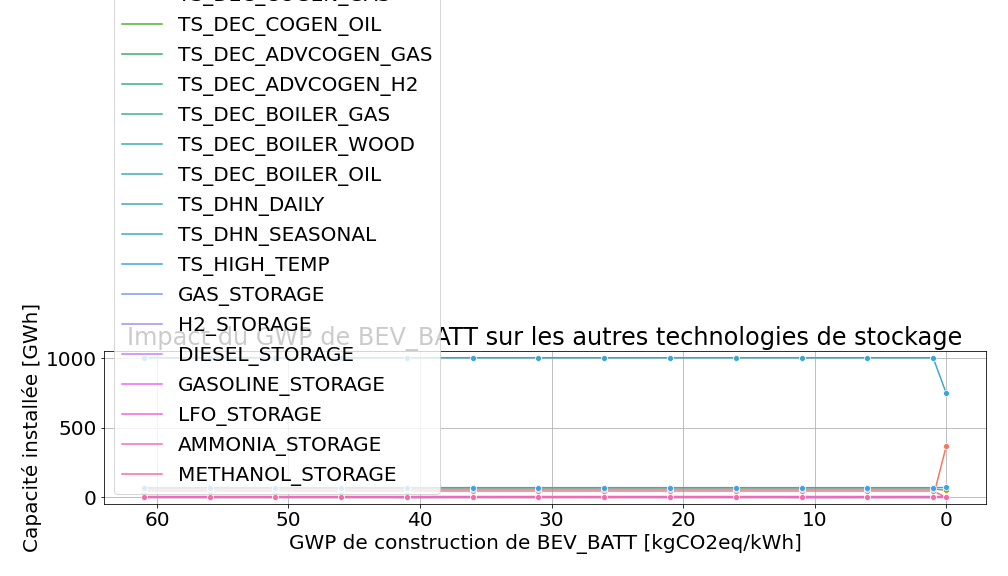 TS_DEC_COGEN_OIL
TS_DEC_ADVCOGEN_GAS
TS_DEC_ADVCOGEN_H2
TS_DEC_BOILER_GAS
TS_DEC_BOILER_WOOD
TS_DEC_BOILER_OIL
TS_DHN_DAILY
TS_DHN_SEASONAL
TS_HIGH_TEMP
GAS_STORAGE
H2_STORAGE
DIESEL_STORAGE
GASOLINE_STORAGE
LFO_STORAGE
AMMONIA_STORAGE
METHANOL_STORAGE
Impact du GWP de BEV_BATT sur les autres technologies de stockage
Capacité installée [GWh]
1000
500
0
60 50 40 30 20 10 0
GWP de construction de BEV_BATT [kgCO2eq/kWh]